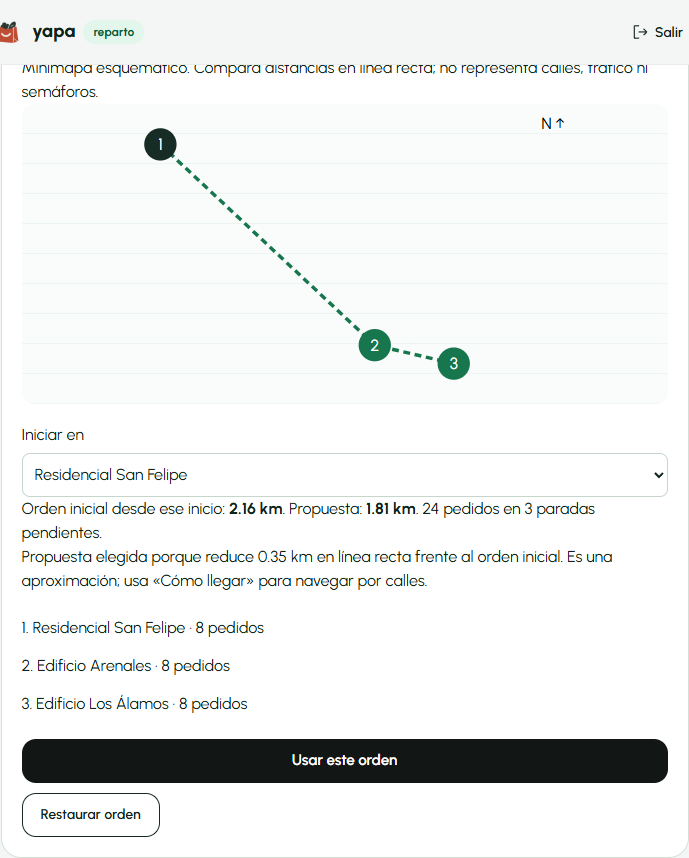 yapa reparto Salir
Minimapa esquemático. Compara distancias en línea recta; no representa calles, tráfico ni
semáforos.
N ↑
1
2
3
Iniciar en
Residencial San Felipe
Orden inicial desde ese inicio: 2.16 km. Propuesta: 1.81 km. 24 pedidos en 3 paradas
pendientes.
Propuesta elegida porque reduce 0.35 km en línea recta frente al orden inicial. Es una
aproximación; usa «Cómo llegar» para navegar por calles.
1. Residencial San Felipe · 8 pedidos
2. Edificio Arenales · 8 pedidos
3. Edificio Los Álamos · 8 pedidos
Usar este orden
Restaurar orden